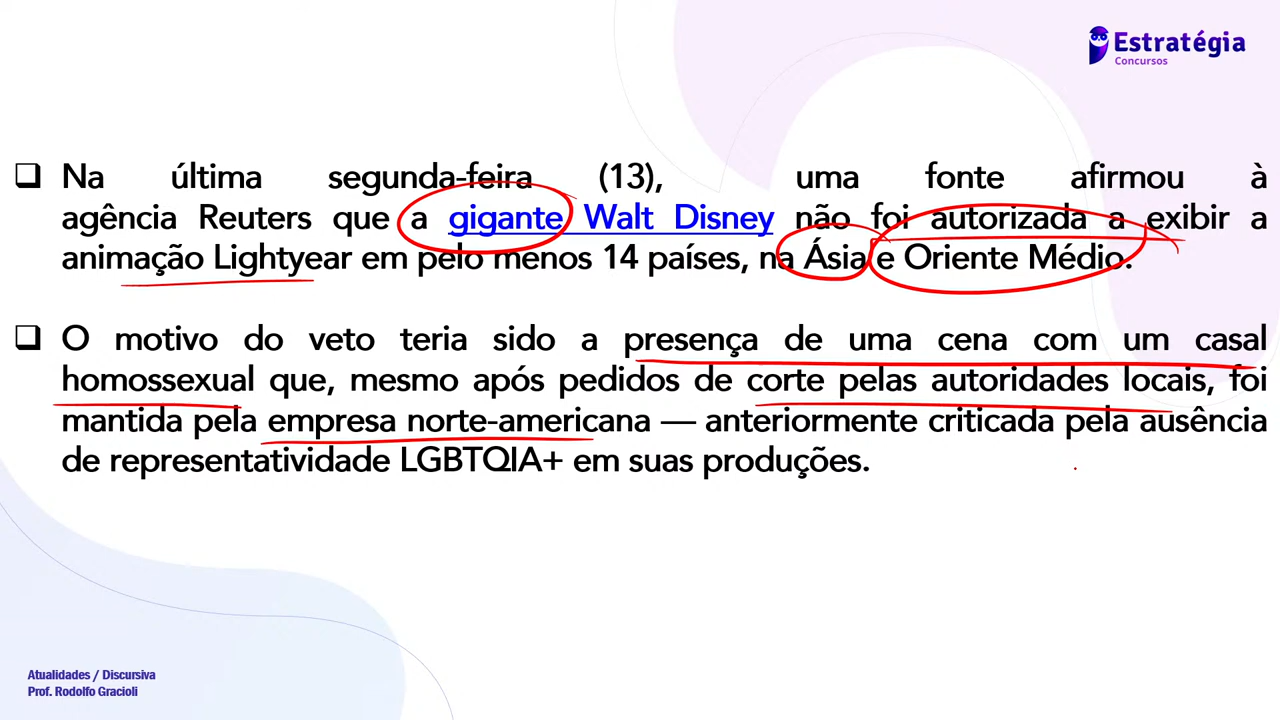 Estratégia
Concursos
❑ Na última segunda-feira (13), uma fonte afirmou à
agência Reuters que a gigante Walt Disney não foi autorizada a exibir a
animação Lightyear em pelo menos 14 países, na Ásia e Oriente Médio.
❑ O motivo do veto teria sido a presença de uma cena com um casal
homossexual que, mesmo após pedidos de corte pelas autoridades locais, foi
mantida pela empresa norte-americana — anteriormente criticada pela ausência
de representatividade LGBTQIA+ em suas produções.
Atualidades / Discursiva
Prof. Rodolfo Gracioli